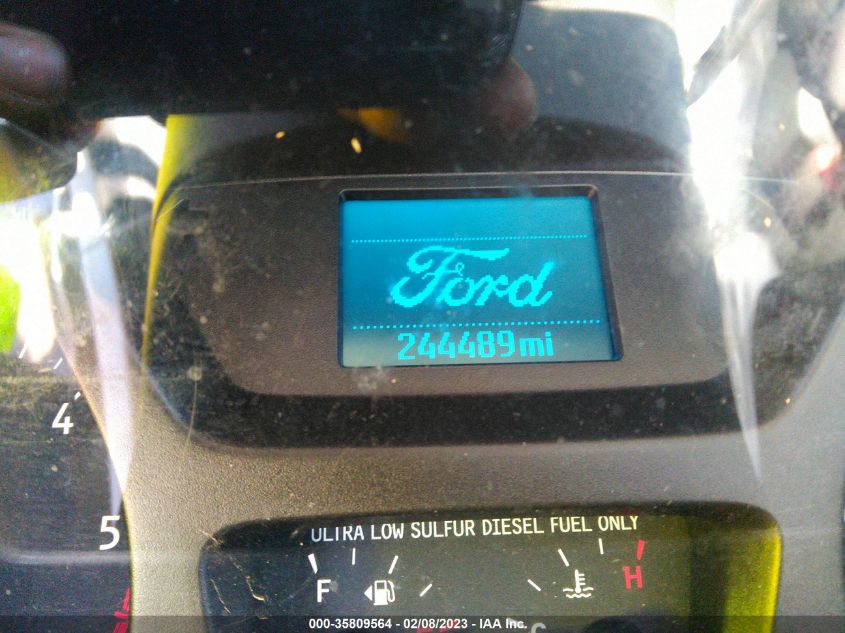 Ford
244489mi
4
5
ULTRA LOW SULFUR DIESEL FUEL ONLY
F
H
000-35809564 - 02/08/2023 - IAA Inc.